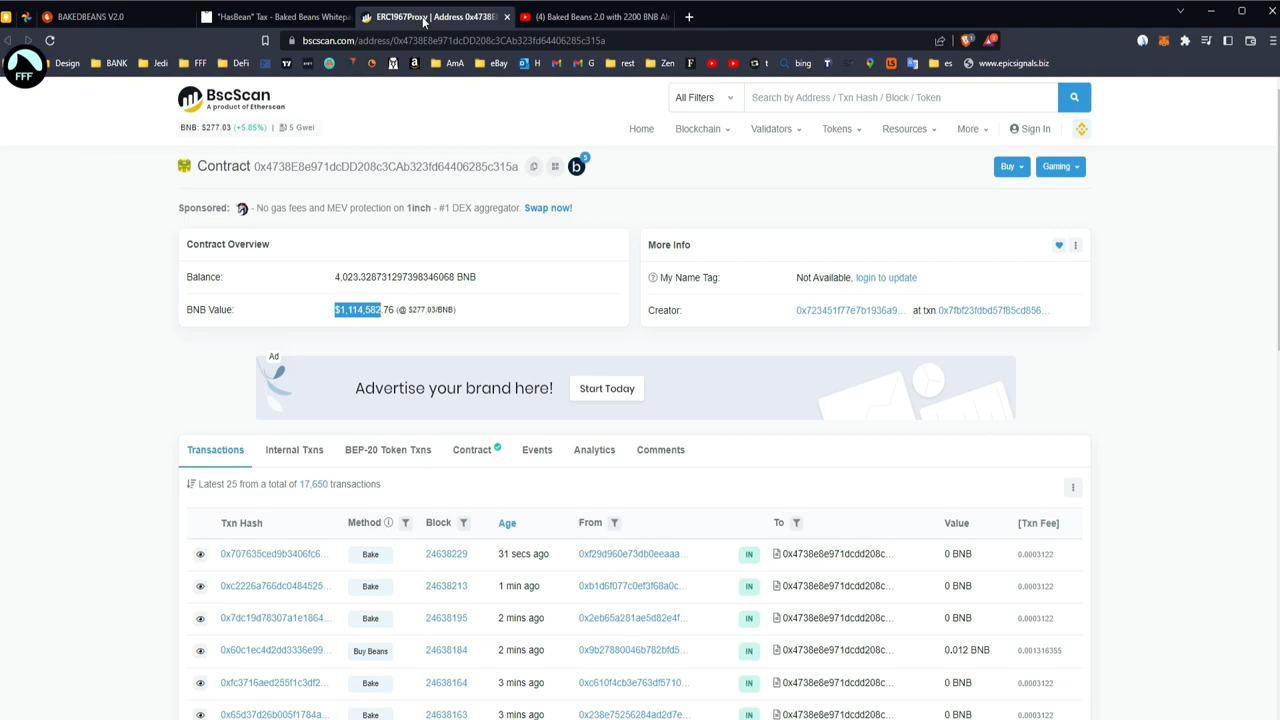 BAKEDBEANS V2.0
"HasBean" Tax - Baked Beans Whitepa
ERC1967Proxy | Address 0x4738E8
(4) Baked Beans 2.0 with 2200 BNB Alr
bscscan.com/address/0x4738E8e971dcDD208c3CAb323fd64406285c315a
Design BANK Jedi FFF DeFi AmA eBay H M G rest Zen t bing T es www.epicsignals.biz
FFF
BscScan
A product of Etherscan
All Filters
Search by Address / Txn Hash / Block / Token
BNB: $277.03 (+5.85%) | 5 Gwei
Home Blockchain Validators Tokens Resources More Sign In
Contract 0x4738E8e971dcDD208c3CAb323fd64406285c315a
b
5
Buy
Gaming
Sponsored: - No gas fees and MEV protection on 1inch - #1 DEX aggregator. Swap now!
Contract Overview
Balance: 4,023.328731297398346068 BNB
BNB Value: $1,114,582.76 (@ $277.03/BNB)
More Info
My Name Tag: Not Available, login to update
Creator: 0x723451f77e7b1936a9... at txn 0x7fbf23fdbd57f85cd856...
Ad
Advertise your brand here! Start Today
Transactions Internal Txns BEP-20 Token Txns Contract Events Analytics Comments
Latest 25 from a total of 17,650 transactions
Txn Hash Method Block Age From To Value [Txn Fee]
0x707635ced9b3406fc6... Bake 24638229 31 secs ago 0xf29d960e73db0eeaaa... IN 0x4738e8e971dcdd208c... 0 BNB 0.0003122
0xc2226a766dc0484525... Bake 24638213 1 min ago 0xb1d6f077c0ef3f68a0c... IN 0x4738e8e971dcdd208c... 0 BNB 0.0003122
0x7dc19d78307a1e1864... Bake 24638195 2 mins ago 0x2eb65a281ae5d82e4f... IN 0x4738e8e971dcdd208c... 0 BNB 0.0003122
0x60c1ec4d2dd3336e99... Buy Beans 24638184 2 mins ago 0x9b27880046b782bfd5... IN 0x4738e8e971dcdd208c... 0.012 BNB 0.001316355
0xfc3716aed255f1c3df2... Bake 24638164 3 mins ago 0xc610f4cb3e763df5710... IN 0x4738e8e971dcdd208c... 0 BNB 0.0003122
0x65d37d26b005f1784a... Bake 24638163 3 mins ago 0x238e75256284ad2d7e... IN 0x4738e8e971dcdd208c... 0 BNB 0.0003122